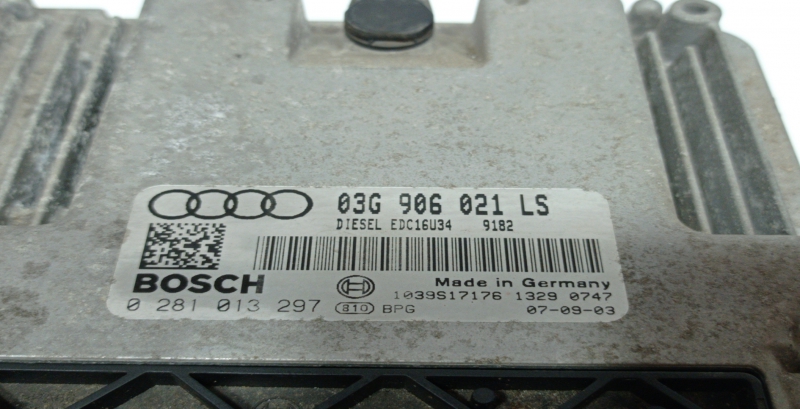 03G 906 021 LS
DIESEL EDC16U34 9182
BOSCH
Made in Germany
0 281 013 297
1039S17176 1329 0747
810 BPG
07-09-03